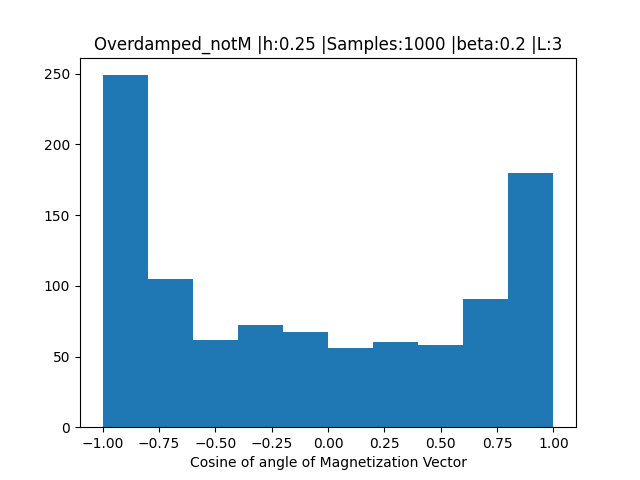 Overdamped_notM |h:0.25 |Samples:1000 |beta:0.2 |L:3
250
200
150
100
50
0
−1.00 −0.75 −0.50 −0.25 0.00 0.25 0.50 0.75 1.00
Cosine of angle of Magnetization Vector